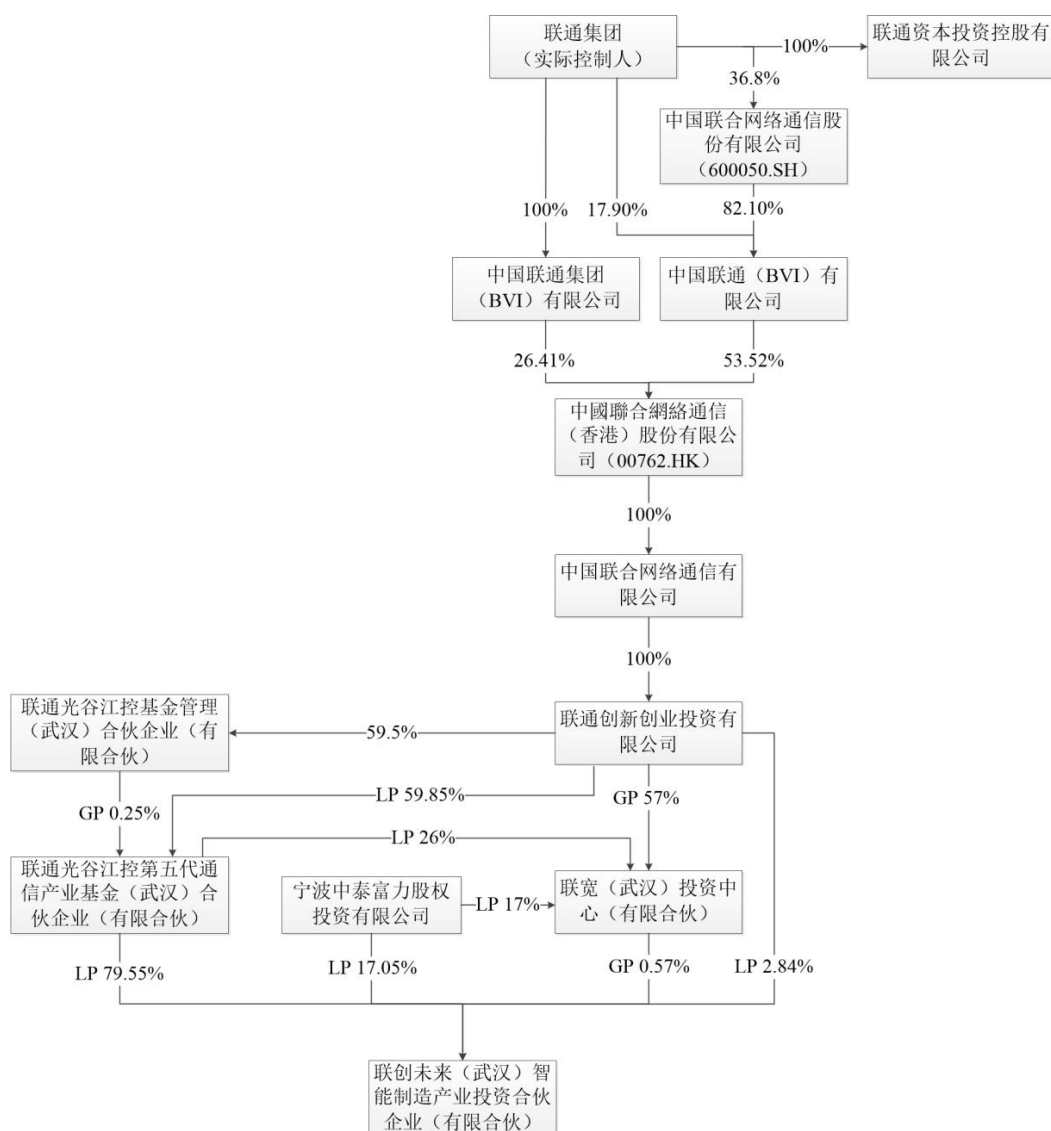 联通集团
（实际控制人）
100%
联通资本投资控股有
限公司
36.8%
中国联合网络通信股
份有限公司
（600050.SH）
100%
17.90%
82.10%
中国联通集团
（BVI）有限公司
中国联通（BVI）有
限公司
26.41%
53.52%
中國聯合網絡通信
（香港）股份有限公
司（00762.HK）
100%
中国联合网络通信有
限公司
100%
联通光谷江控基金管理
（武汉）合伙企业（有
限合伙）
59.5%
联通创新创业投资有
限公司
GP 0.25%
LP 59.85%
GP 57%
LP 26%
联通光谷江控第五代通
信产业基金（武汉）合
伙企业（有限合伙）
宁波中泰富力股权
投资有限公司
LP 17%
联宽（武汉）投资中
心（有限合伙）
LP 79.55%
LP 17.05%
GP 0.57%
LP 2.84%
联创未来（武汉）智
能制造产业投资合伙
企业（有限合伙）